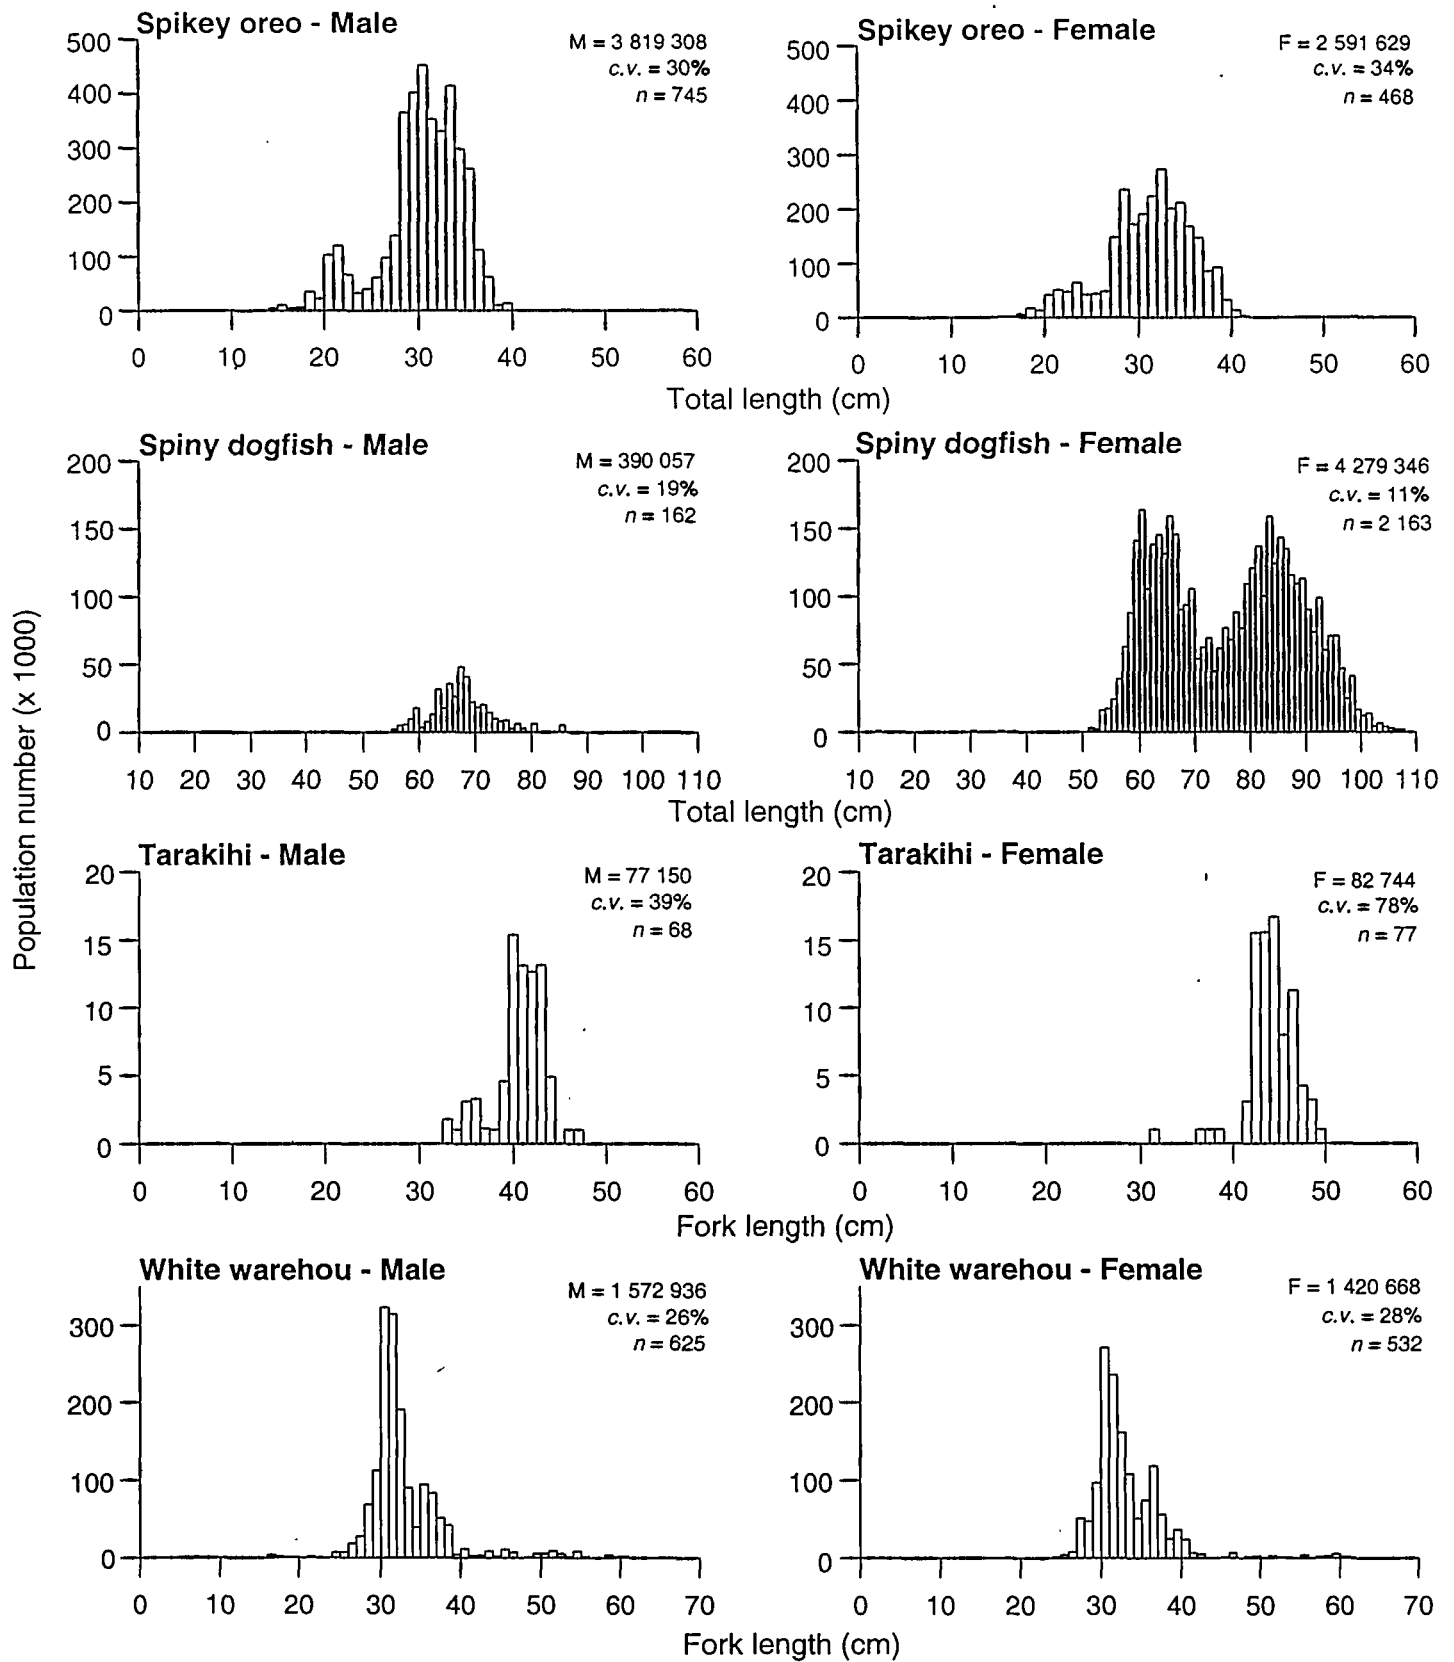 Spikey oreo - Male
M = 3 819 308
c.v. = 30%
n = 745
500
400
300
200
100
0
0 10 20 30 40 50 60
Spikey oreo - Female
F = 2 591 629
c.v. = 34%
n = 468
500
400
300
200
100
0
0 10 20 30 40 50 60
Total length (cm)
Spiny dogfish - Male
M = 390 057
c.v. = 19%
n = 162
200
150
100
50
0
10 20 30 40 50 60 70 80 90 100 110
Spiny dogfish - Female
F = 4 279 346
c.v. = 11%
n = 2 163
200
150
100
50
0
10 20 30 40 50 60 70 80 90 100 110
Total length (cm)
Population number (x 1000)
Tarakihi - Male
M = 77 150
c.v. = 39%
n = 68
20
15
10
5
0
0 10 20 30 40 50 60
Tarakihi - Female
F = 82 744
c.v. = 78%
n = 77
20
15
10
5
0
0 10 20 30 40 50 60
Fork length (cm)
White warehou - Male
M = 1 572 936
c.v. = 26%
n = 625
300
200
100
0
0 10 20 30 40 50 60 70
White warehou - Female
F = 1 420 668
c.v. = 28%
n = 532
300
200
100
0
0 10 20 30 40 50 60 70
Fork length (cm)